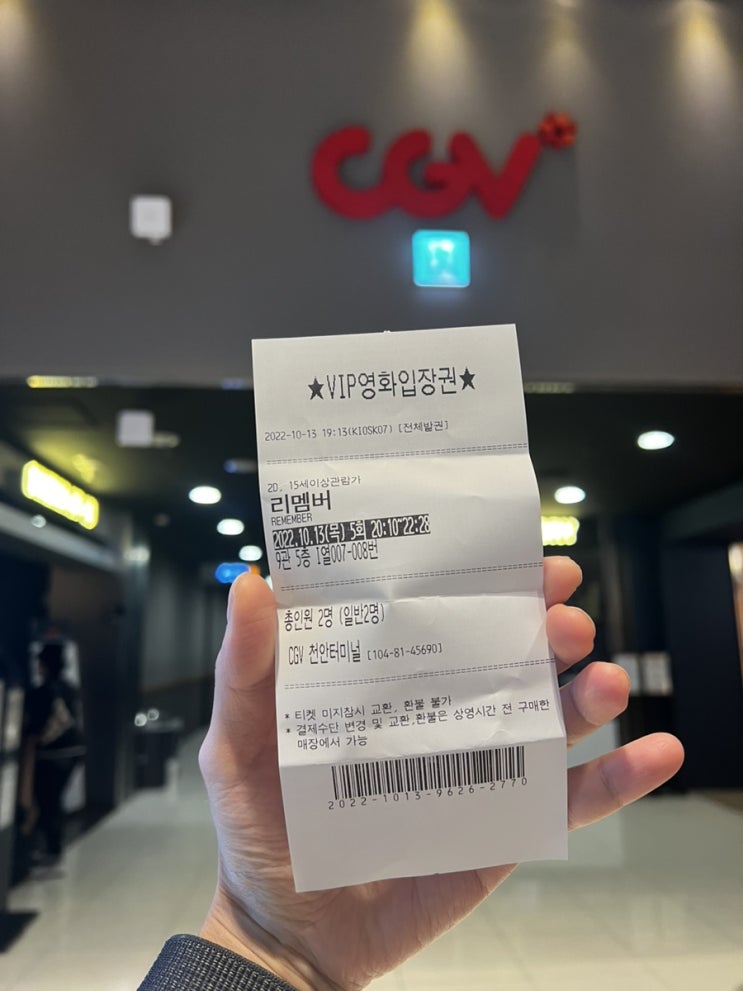 CGV
★VIP영화입장권★
2022-10-13 19:13(KIOSK07) [전체발권]
2D, 15세이상관람가
리멤버
REMEMBER
2022.10.13(목) 5회 20:10~22:28
9관 5층 I열007-008번
총인원 2명 (일반2명)
CGV 천안터미널 [104-81-45690]
* 티켓 미지참시 교환, 환불 불가
* 결제수단 변경 및 교환,환불은 상영시간 전 구매한
매장에서 가능
2022-1013-9626-2770